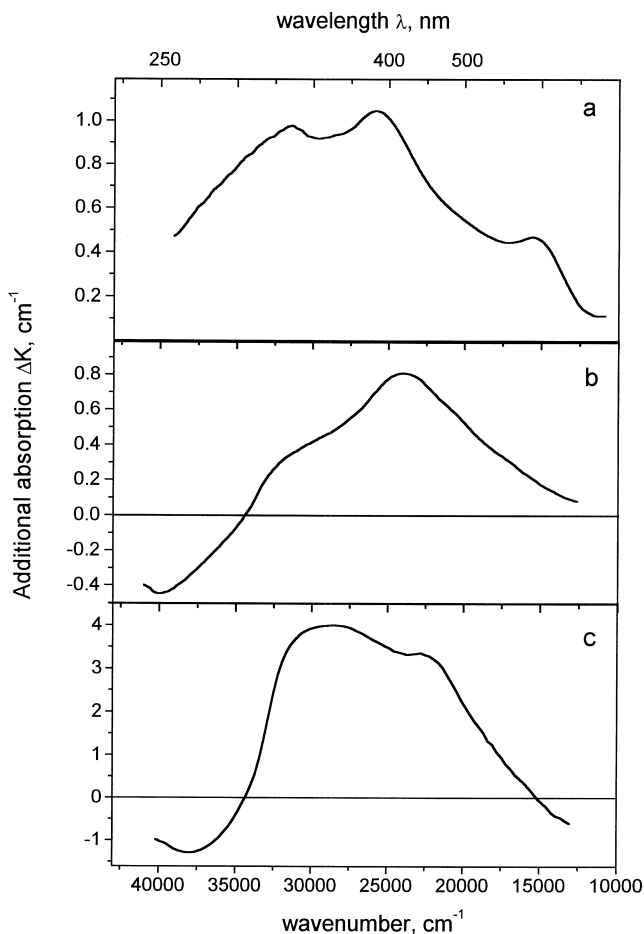 wavelength λ, nm
250 400 500
a
1.0
0.8
0.6
0.4
0.2
b
0.8
0.6
0.4
0.2
0.0
-0.2
-0.4
c
4
3
2
1
0
-1
Additional absorption ΔK, cm⁻¹
40000 35000 30000 25000 20000 15000 10000
wavenumber, cm⁻¹